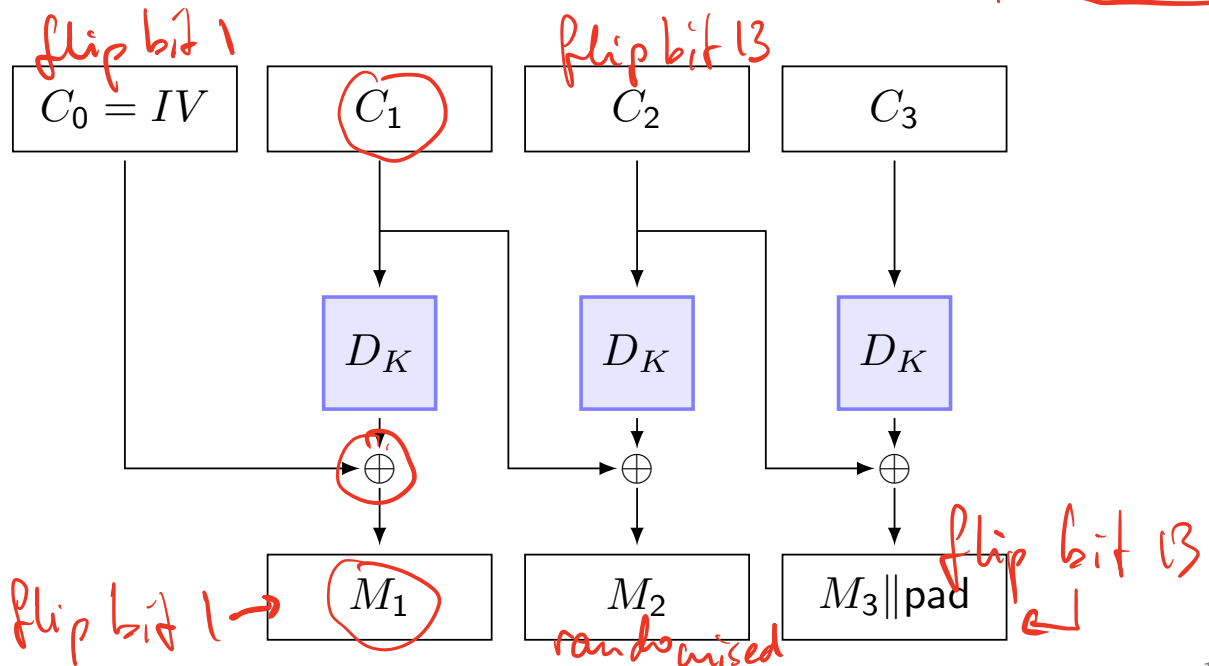 flip bit 1
flip bit 13
C₀ = IV
C₁
C₂
C₃
D_K
D_K
D_K
flip bit 13
flip bit 1
M₁
M₂
M₃||pad
randomised